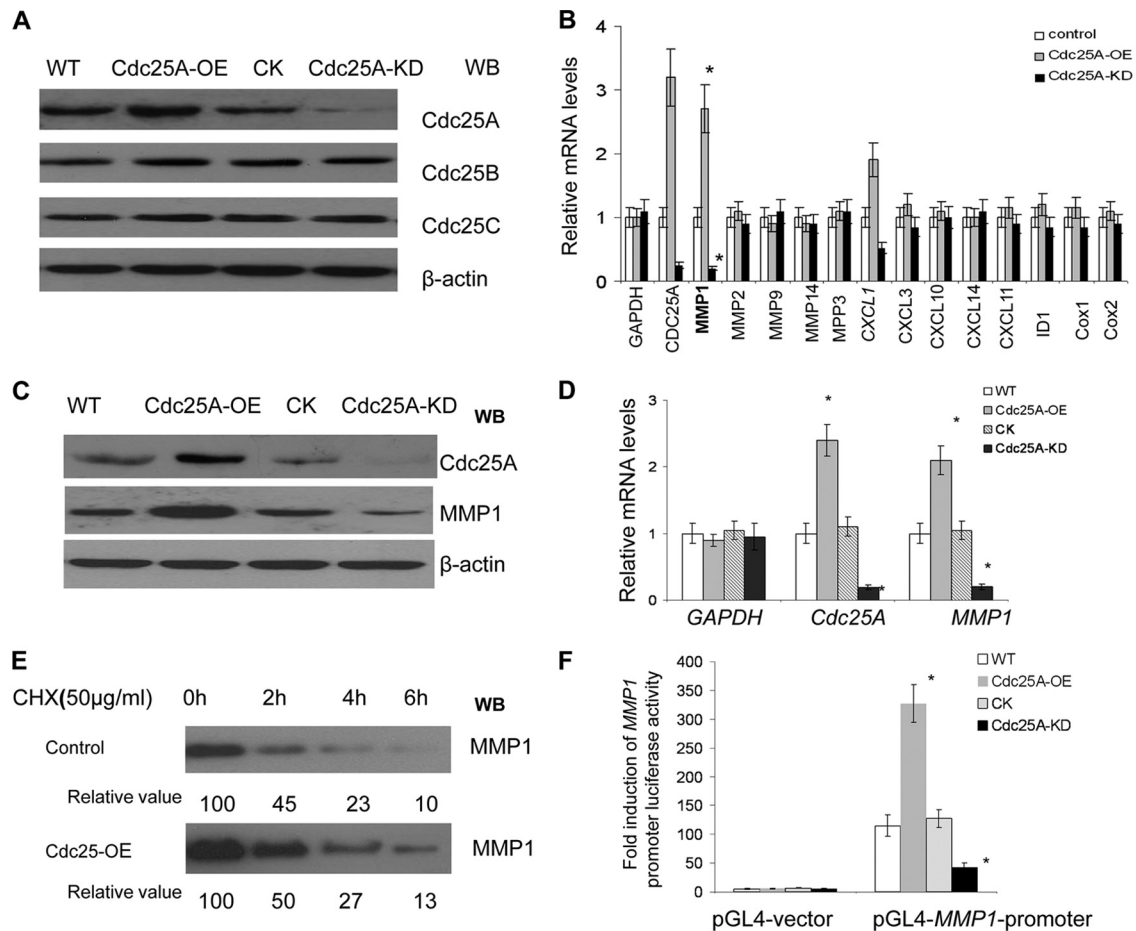 A
WT Cdc25A-OE CK Cdc25A-KD WB
Cdc25A
Cdc25B
Cdc25C
β-actin
B
Relative mRNA levels
4
3
2
1
0
control
Cdc25A-OE
Cdc25A-KD
*
*
GAPDH
CDC25A
MMP1
MMP2
MMP9
MMP14
MPP3
CXCL1
CXCL3
CXCL10
CXCL14
CXCL11
ID1
Cox1
Cox2
C
WT Cdc25A-OE CK Cdc25A-KD WB
Cdc25A
MMP1
β-actin
D
Relative mRNA levels
3
2
1
0
WT
Cdc25A-OE
CK
Cdc25A-KD
*
*
*
*
GAPDH Cdc25A MMP1
E
CHX(50µg/ml) 0h 2h 4h 6h WB
Control MMP1
Relative value 100 45 23 10
Cdc25-OE MMP1
Relative value 100 50 27 13
F
Fold induction of MMP1
promoter luciferase activity
400
350
300
250
200
150
100
50
0
WT
Cdc25A-OE
CK
Cdc25A-KD
*
*
pGL4-vector pGL4-MMP1-promoter